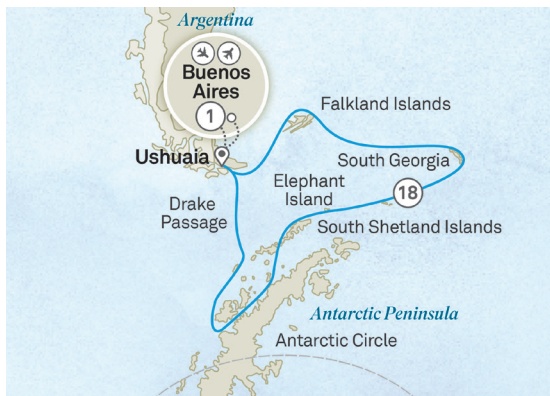 Argentina
Buenos
Aires
1
Falkland Islands
Ushuaia
South Georgia
Elephant
Island
18
Drake
Passage
South Shetland Islands
Antarctic Peninsula
Antarctic Circle